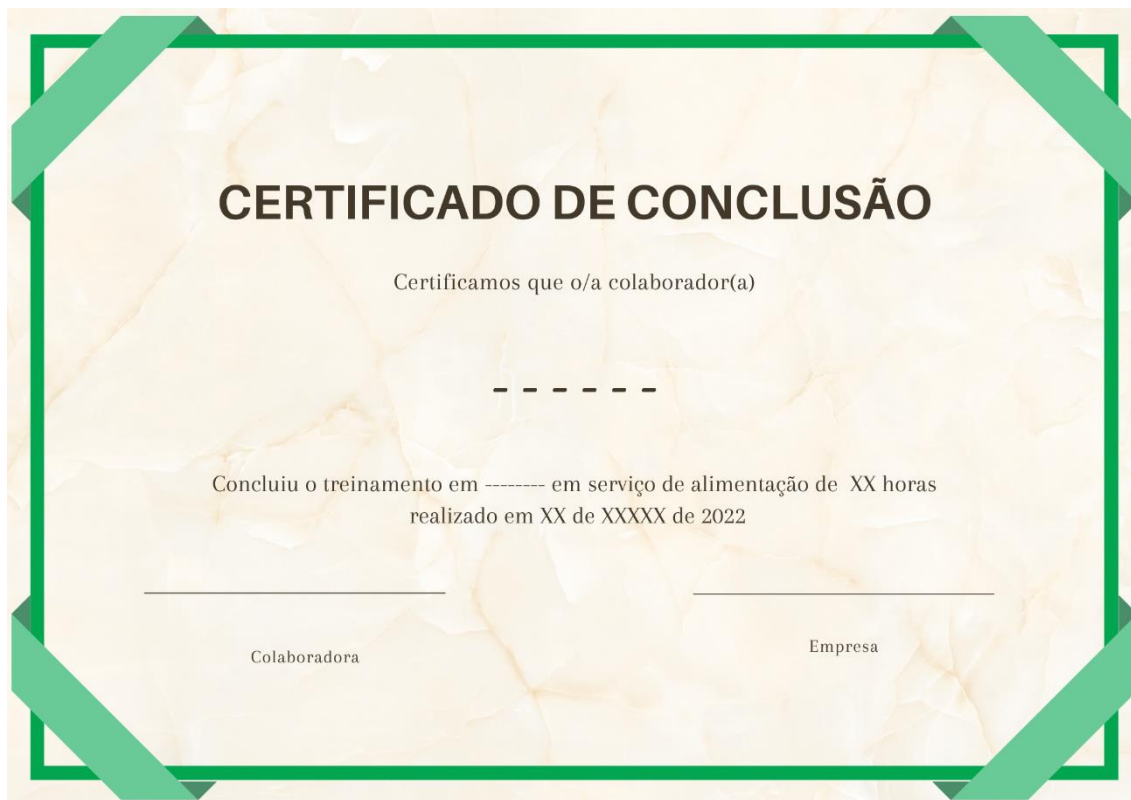 CERTIFICADO DE CONCLUSÃO
Certificamos que o/a colaborador(a)
- - - - - -
Concluiu o treinamento em -------- em serviço de alimentação de XX horas
realizado em XX de XXXXX de 2022
Colaboradora
Empresa